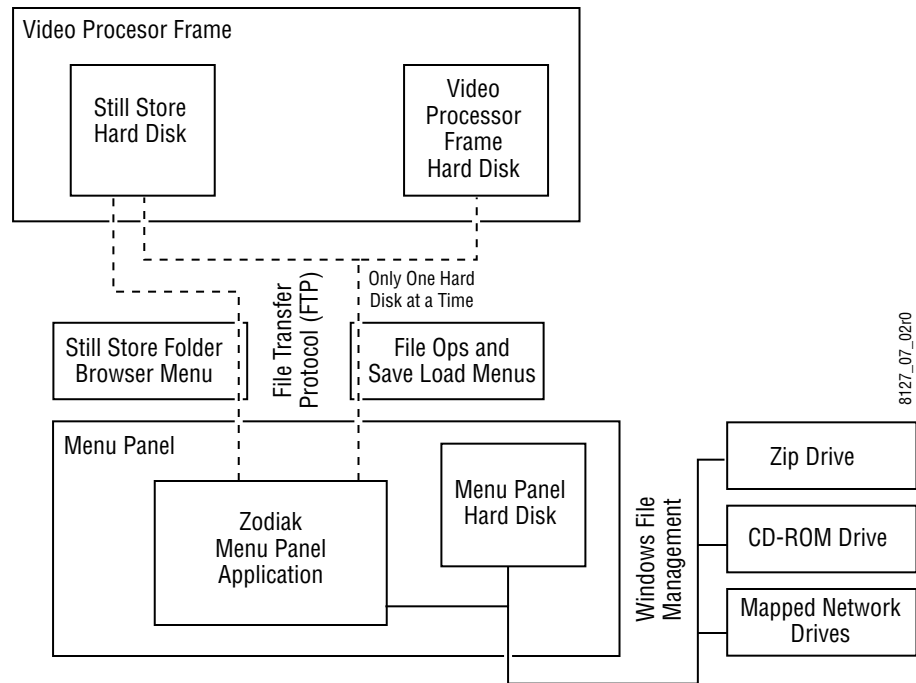 Video Procesor Frame
Still Store
Hard Disk
Video
Processor
Frame
Hard Disk
File Transfer
Protocol (FTP)
Only One Hard
Disk at a Time
Still Store Folder
Browser Menu
File Ops and
Save Load Menus
8127_07_02r0
Menu Panel
Zodiak
Menu Panel
Application
Menu Panel
Hard Disk
Windows File
Management
Zip Drive
CD-ROM Drive
Mapped Network
Drives